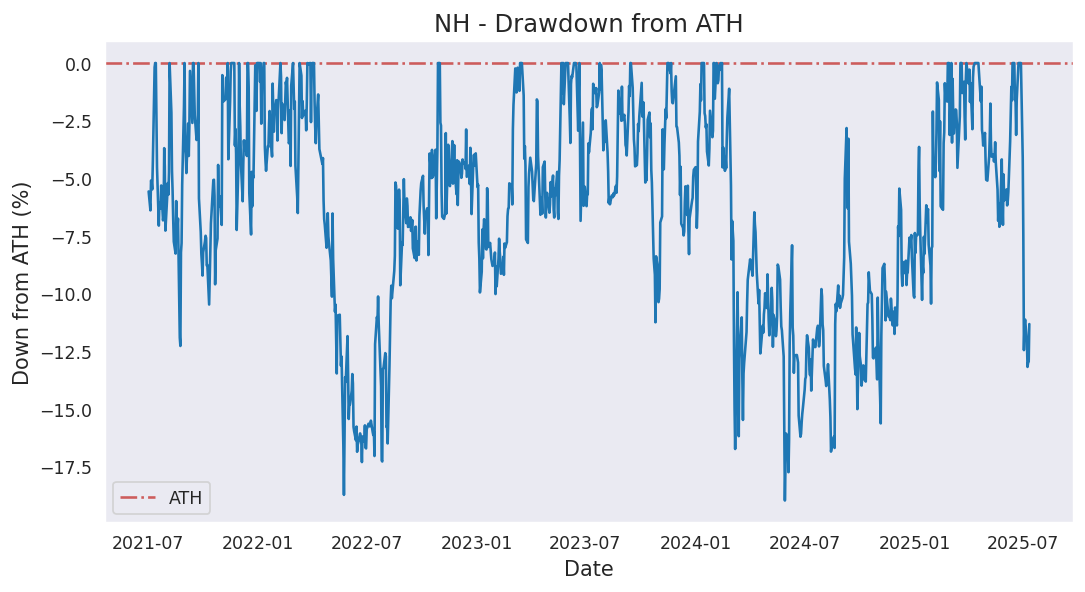 NH - Drawdown from ATH
Down from ATH (%)
0.0
−2.5
−5.0
−7.5
−10.0
−12.5
−15.0
−17.5
ATH
2021-07 2022-01 2022-07 2023-01 2023-07 2024-01 2024-07 2025-01 2025-07
Date